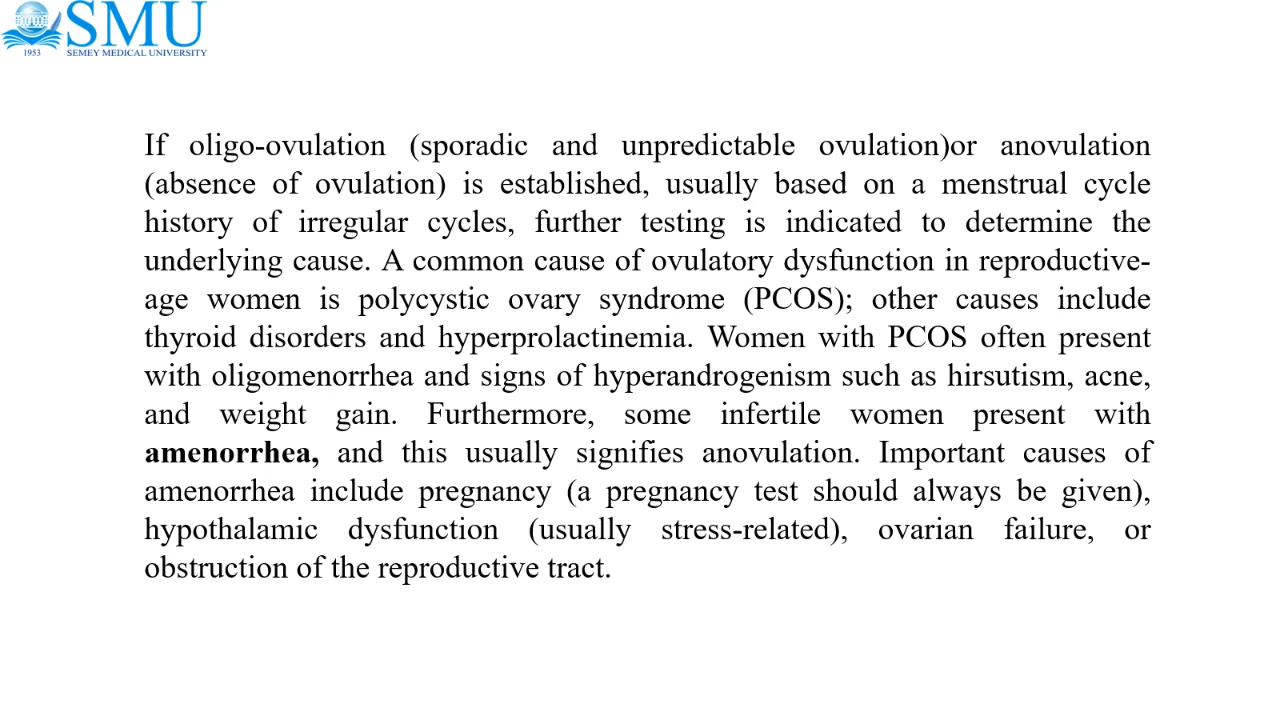 SMU
1953
SEMEY MEDICAL UNIVERSITY
If oligo-ovulation (sporadic and unpredictable ovulation)or anovulation
(absence of ovulation) is established, usually based on a menstrual cycle
history of irregular cycles, further testing is indicated to determine the
underlying cause. A common cause of ovulatory dysfunction in reproductive-
age women is polycystic ovary syndrome (PCOS); other causes include
thyroid disorders and hyperprolactinemia. Women with PCOS often present
with oligomenorrhea and signs of hyperandrogenism such as hirsutism, acne,
and weight gain. Furthermore, some infertile women present with
amenorrhea, and this usually signifies anovulation. Important causes of
amenorrhea include pregnancy (a pregnancy test should always be given),
hypothalamic dysfunction (usually stress-related), ovarian failure, or
obstruction of the reproductive tract.